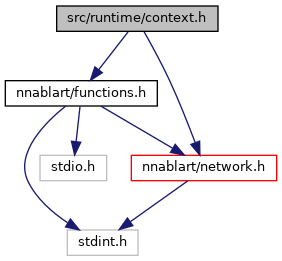 src/runtime/context.h
nnablart/functions.h
stdio.h
nnablart/network.h
stdint.h